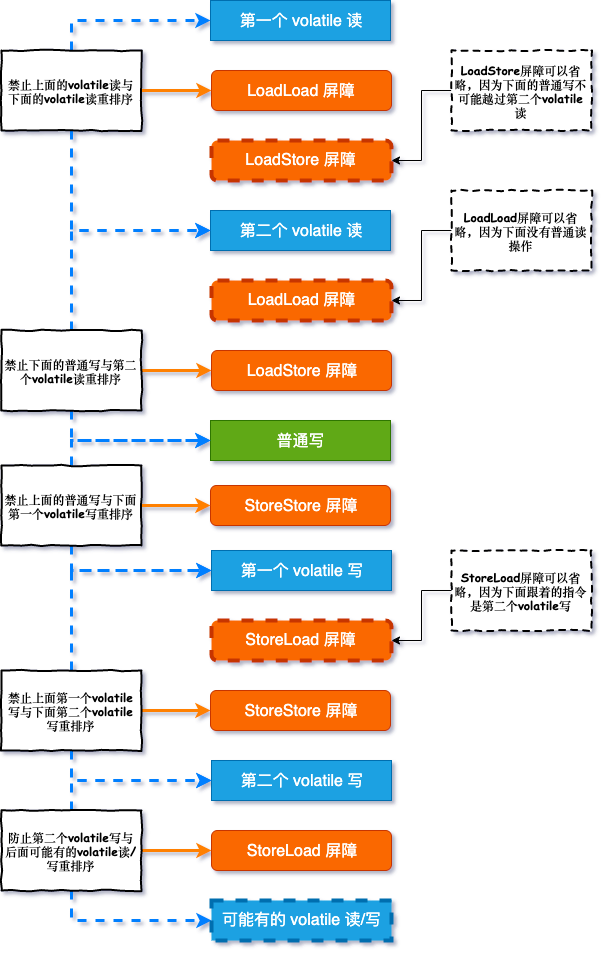 第一个 volatile 读
禁止上面的volatile读与
下面的volatile读重排序
LoadLoad 屏障
LoadStore屏障可以省
略，因为下面的普通写不
可能越过第二个volatile
读
LoadStore 屏障
第二个 volatile 读
LoadLoad屏障可以省
略，因为下面没有普通读
操作
LoadLoad 屏障
禁止下面的普通写与第二
个volatile读重排序
LoadStore 屏障
普通写
禁止上面的普通写与下面
第一个volatile写重排序
StoreStore 屏障
第一个 volatile 写
StoreLoad屏障可以省
略，因为下面跟着的指令
是第二个volatile写
StoreLoad 屏障
禁止上面第一个volatile
写与下面第二个volatile
写重排序
StoreStore 屏障
第二个 volatile 写
防止第二个volatile写与
后面可能有的volatile读/
写重排序
StoreLoad 屏障
可能有的 volatile 读/写